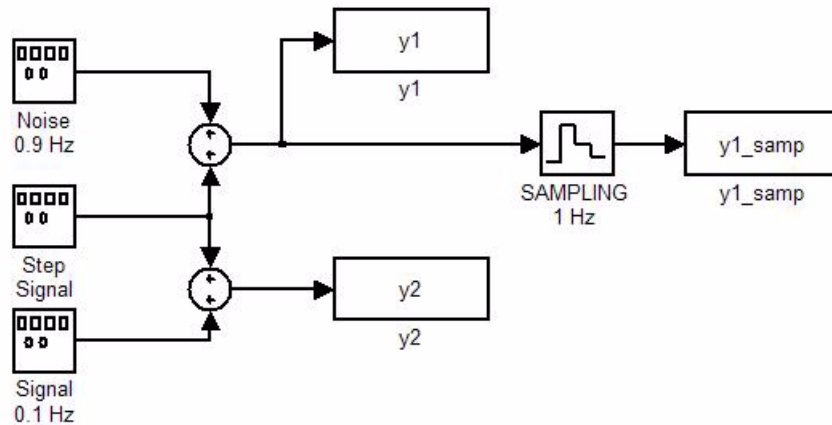 y1
y1
Noise
0.9 Hz
SAMPLING
1 Hz
y1_samp
y1_samp
Step
Signal
y2
y2
Signal
0.1 Hz